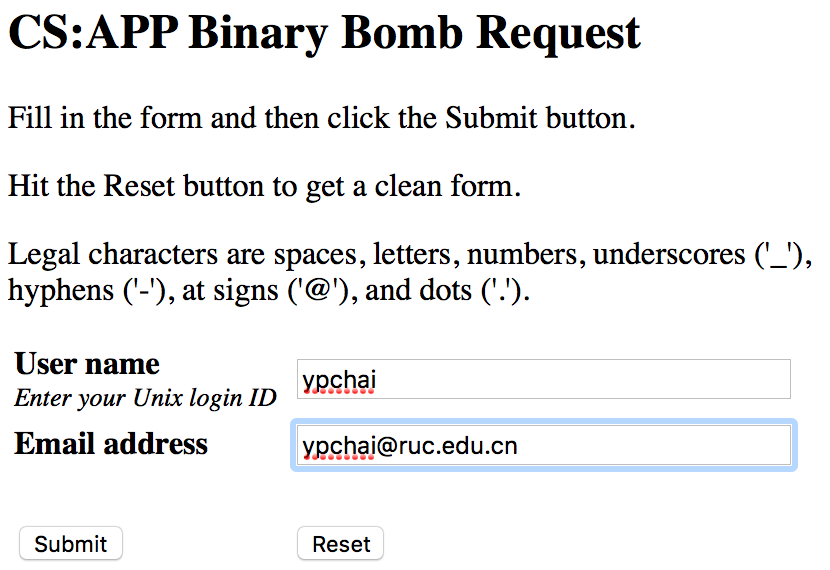 CS:APP Binary Bomb Request
Fill in the form and then click the Submit button.
Hit the Reset button to get a clean form.
Legal characters are spaces, letters, numbers, underscores ('_'),
hyphens ('-'), at signs ('@'), and dots ('.').
User name
Enter your Unix login ID
ypchai
Email address
ypchai@ruc.edu.cn
Submit
Reset